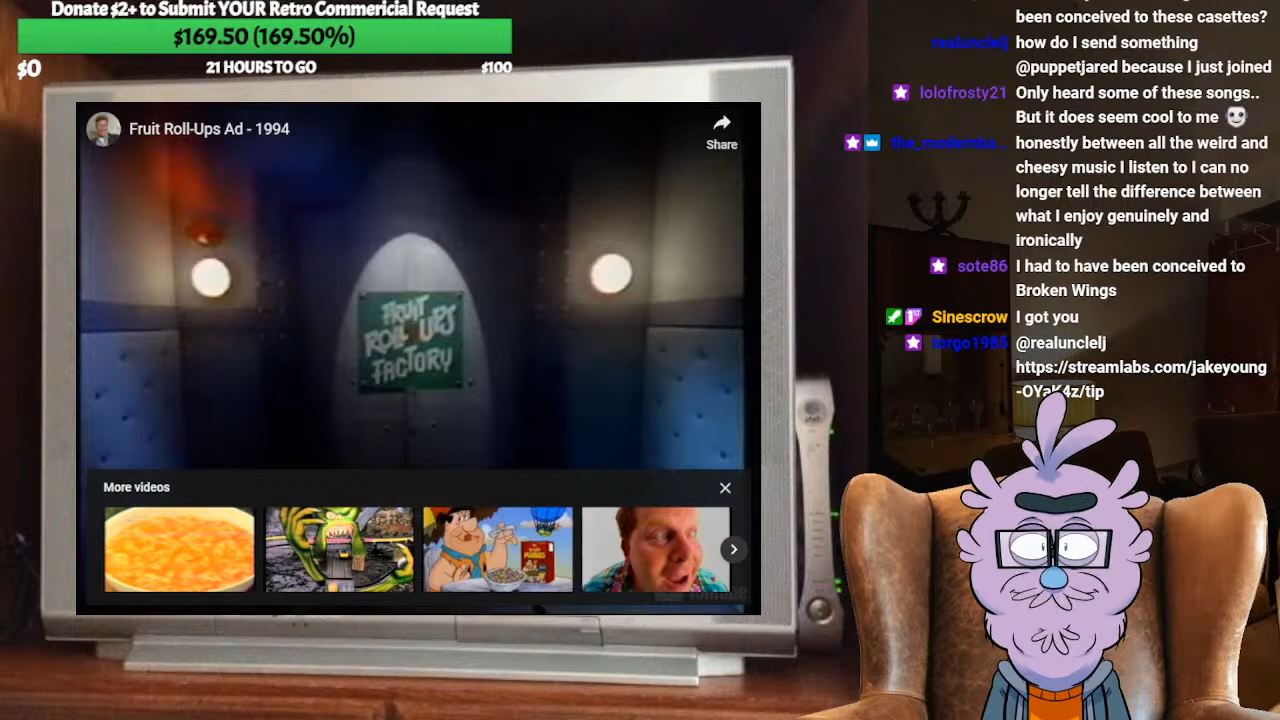 Donate $2+ to Submit YOUR Retro Commericial Request
$169.50 (169.50%)
$0
21 HOURS TO GO
$100
Fruit Roll-Ups Ad - 1994
Share
FRUIT
ROLL-UPS
FACTORY
More videos
been conceived to these casettes?
realunclelj how do I send something
@puppetjared because I just joined
lolofrosty21 Only heard some of these songs..
But it does seem cool to me
the_modernba... honestly between all the weird and
cheesy music I listen to I can no
longer tell the difference between
what I enjoy genuinely and
ironically
sote86 I had to have been conceived to
Broken Wings
Sinescrow I got you
torgo1985 @realunclelj
https://streamlabs.com/jakeyoung
-OYaK4z/tip